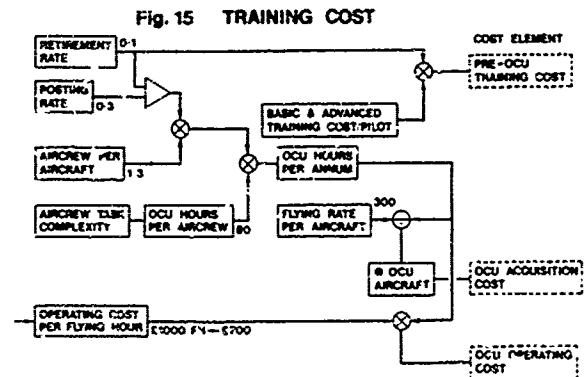 Fig. 15 TRAINING COST
RETIREMENT
RATE
0·1
COST ELEMENT
PRE-OCU
TRAINING COST
POSTING
RATE
0·3
BASIC & ADVANCED
TRAINING COST/PILOT
AIRCREW PER
AIRCRAFT
1·3
OCU HOURS
PER ANNUM
AIRCREW TASK
COMPLEXITY
OCU HOURS
PER AIRCREW
FLYING RATE
PER AIRCRAFT
300
OCU
AIRCRAFT
OCU ACQUISITION
COST
OPERATING COST
PER FLYING HOUR
£1000
OCU OPERATING
COST